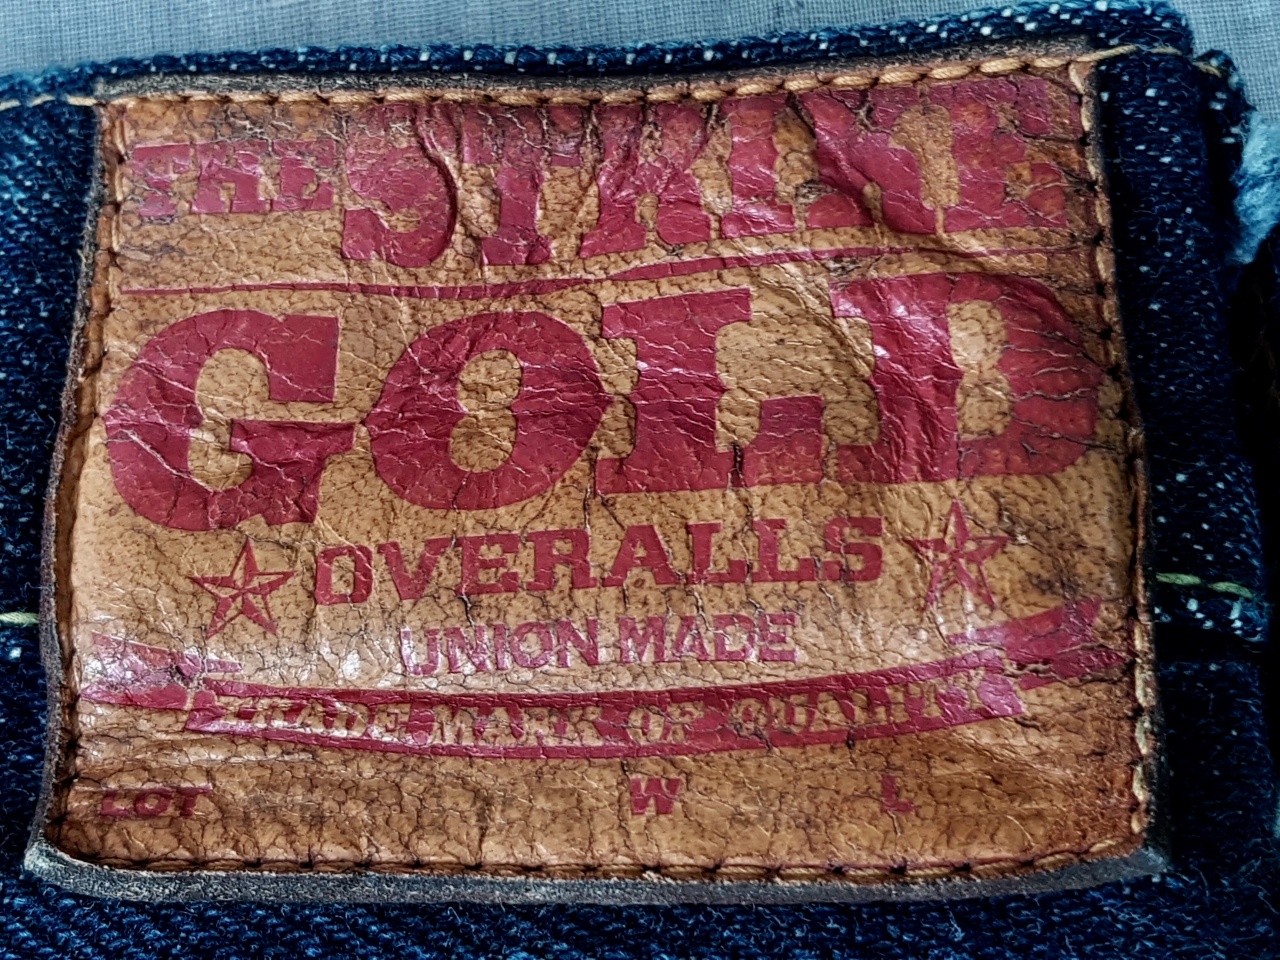 THE STRIKE
GOLD
OVERALLS
UNION MADE
TRADE MARK OF QUALITY
LOT W L